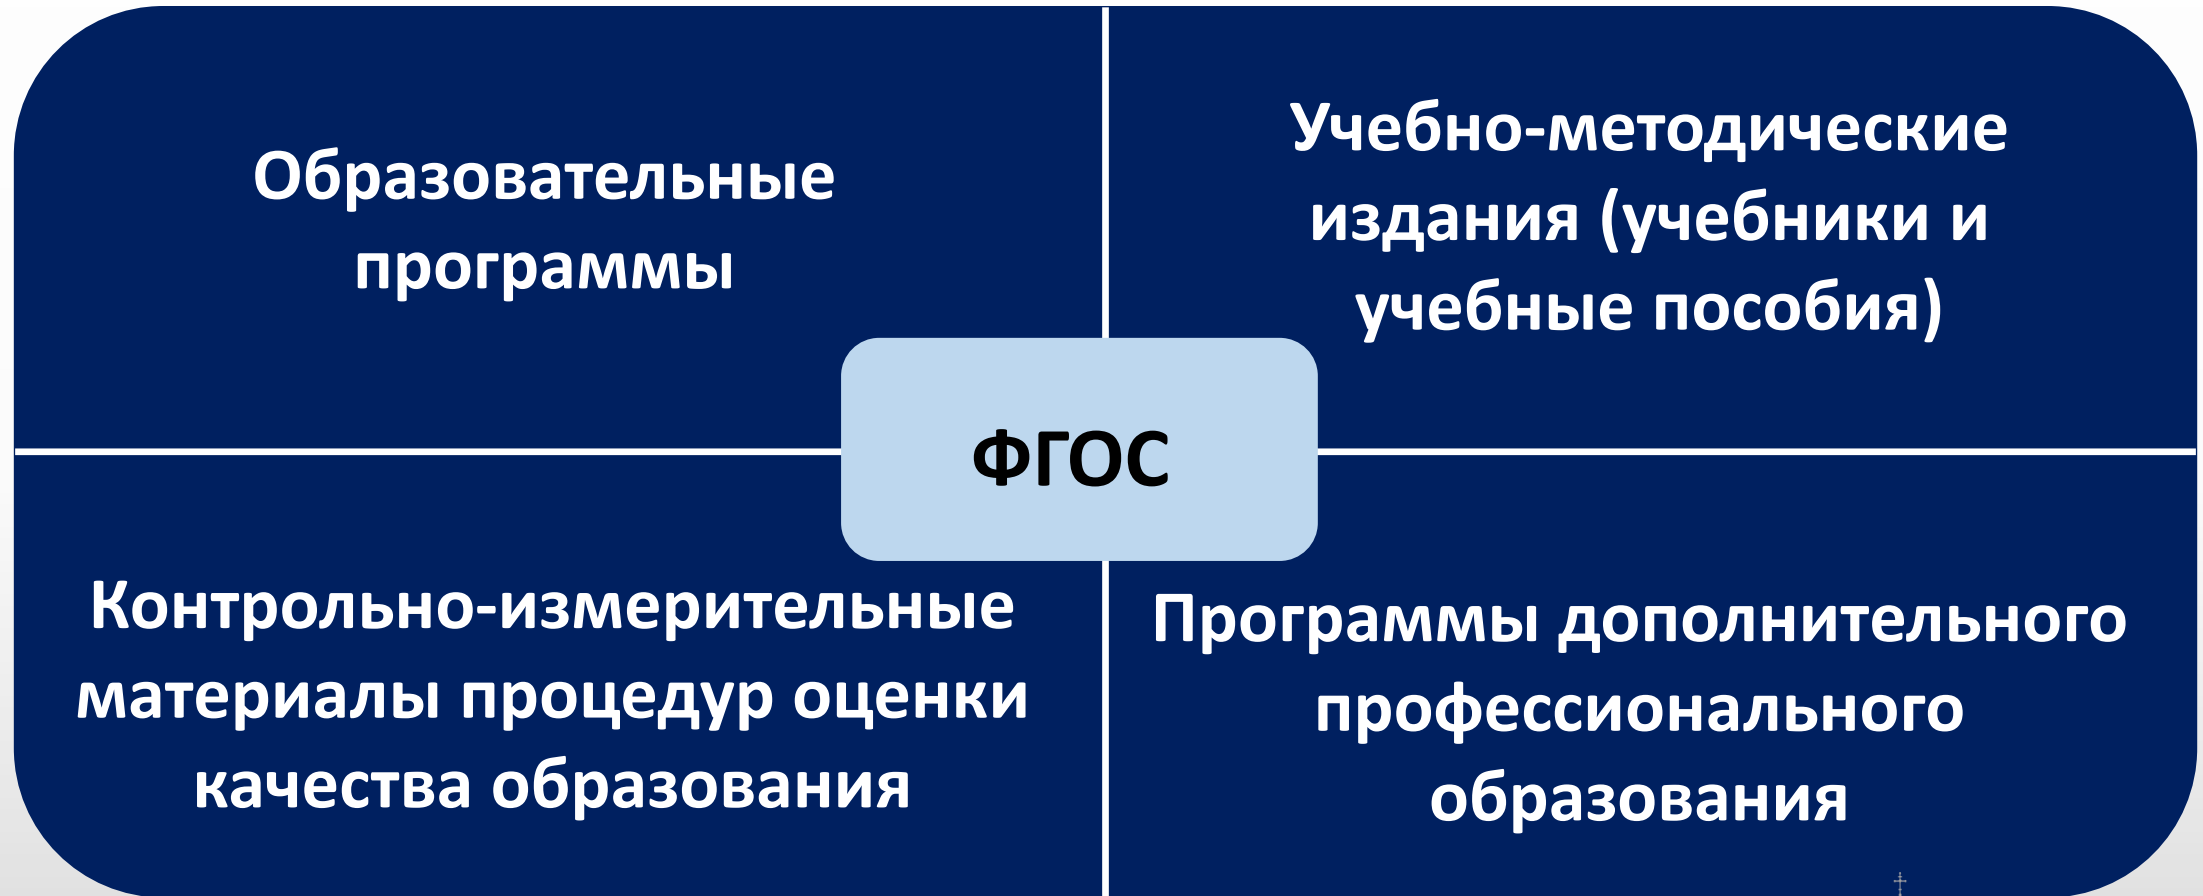 Образовательные
программы
Учебно-методические
издания (учебники и
учебные пособия)
ФГОС
Контрольно-измерительные
материалы процедур оценки
качества образования
Программы дополнительного
профессионального
образования